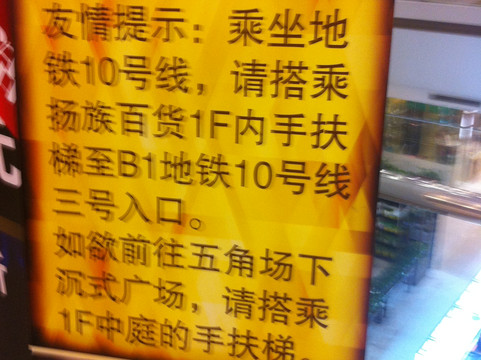 友情提示：乘坐地
铁10号线，请搭乘
扬族百货1F内手扶
梯至B1地铁10号线
三号入口。
如欲前往五角场下
沉式广场，请搭乘
1F中庭的手扶梯。